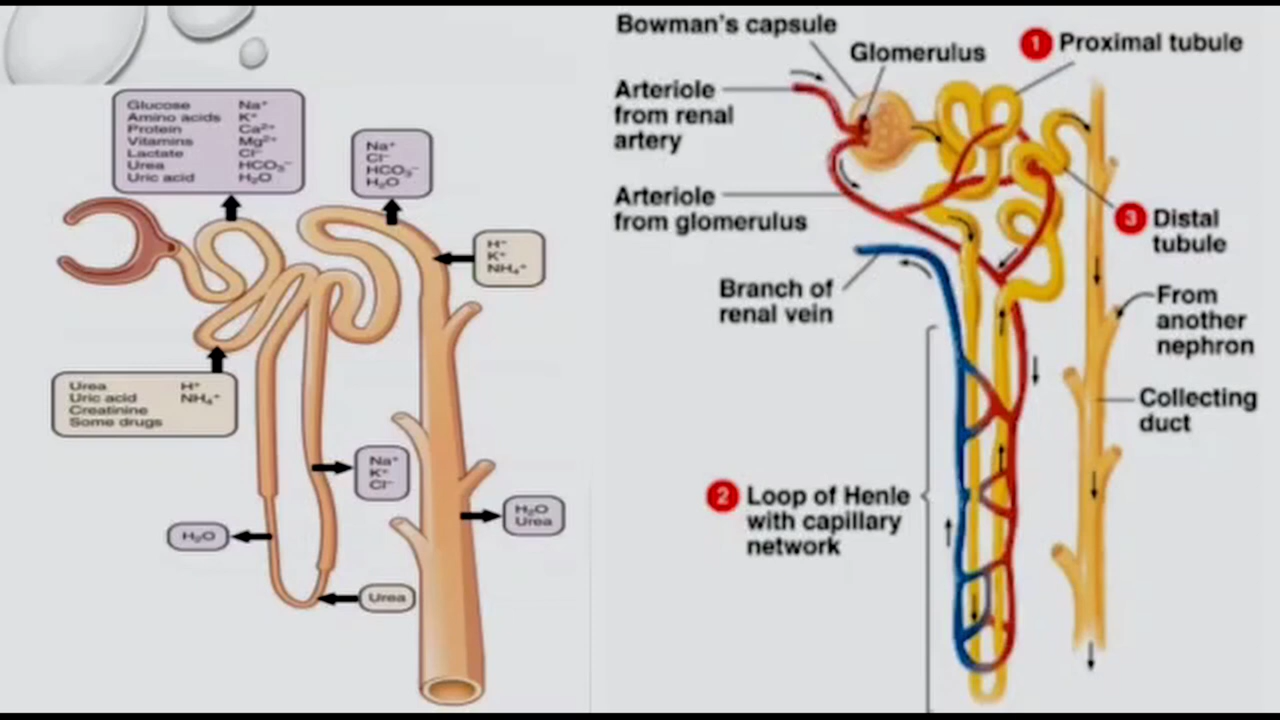 Glucose Na⁺
Amino acids K⁺
Protein Ca²⁺
Vitamins Mg²⁺
Lactate Cl⁻
Urea HCO₃⁻
Uric acid H₂O
Na⁺
Cl⁻
HCO₃⁻
H₂O
H⁺
K⁺
NH₄⁺
Urea H⁺
Uric acid NH₄⁺
Creatinine
Some drugs
Na⁺
K⁺
Cl⁻
H₂O
Urea
H₂O
Urea
Bowman's capsule
Glomerulus
1 Proximal tubule
Arteriole
from renal
artery
Arteriole
from glomerulus
3 Distal
tubule
Branch of
renal vein
From
another
nephron
Collecting
duct
2 Loop of Henle
with capillary
network